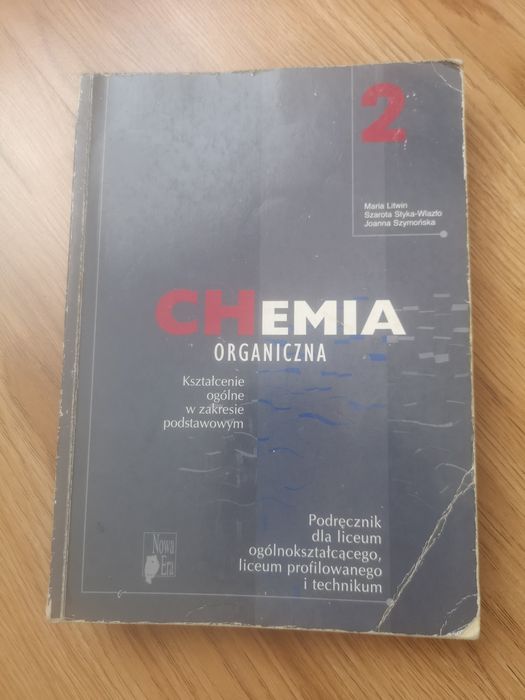 2
Maria Litwin
Szarota Styka-Wlazło
Joanna Szymońska
CHEMIA
ORGANICZNA
Kształcenie
ogólne
w zakresie
podstawowym
Podręcznik
dla liceum
ogólnokształcącego,
liceum profilowanego
i technikum
Nowa
Era